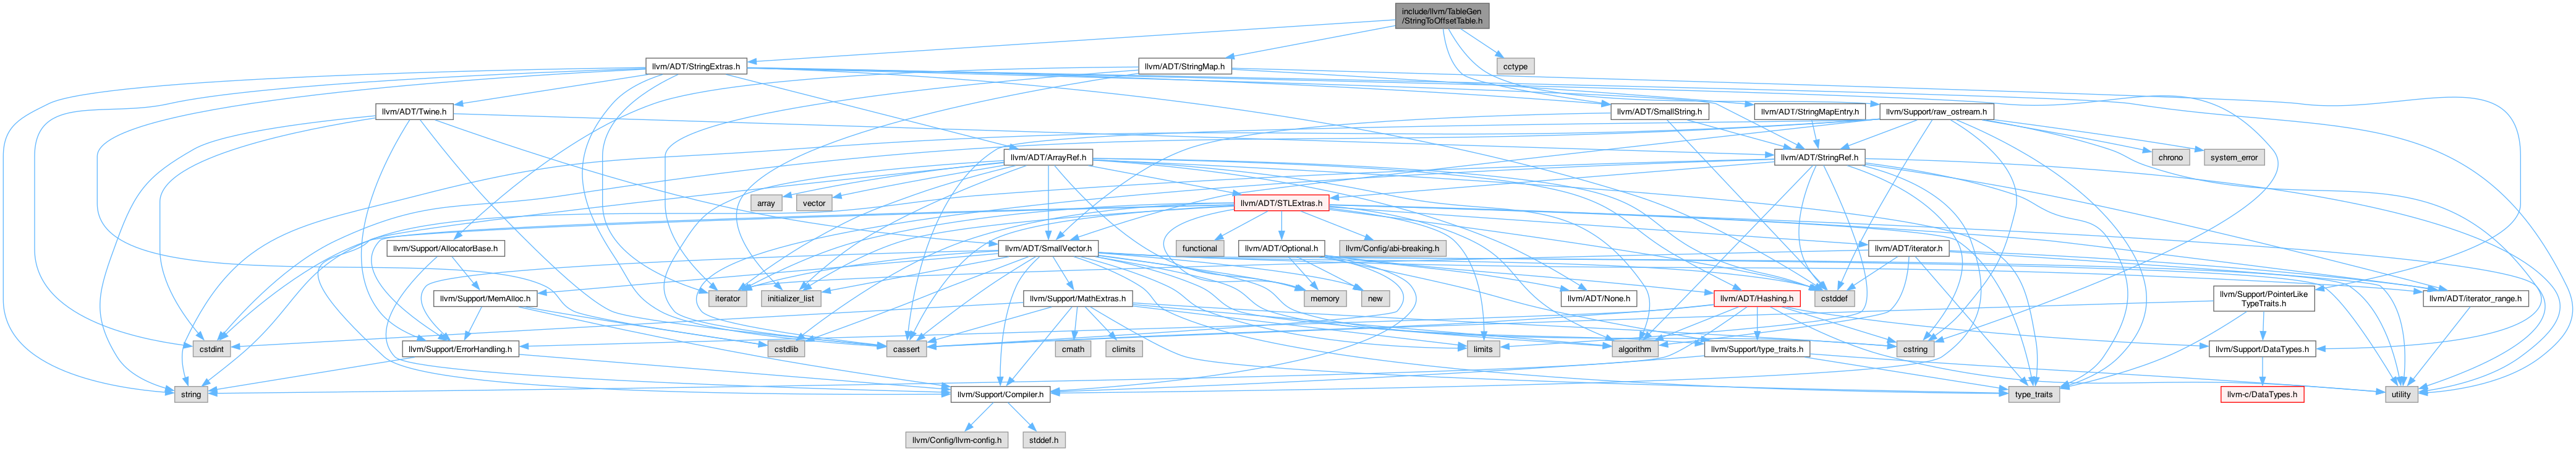 include/llvm/TableGen
/StringToOffsetTable.h
llvm/ADT/StringExtras.h
llvm/ADT/StringMap.h
cctype
llvm/ADT/Twine.h
llvm/ADT/SmallString.h
llvm/ADT/StringMapEntry.h
llvm/Support/raw_ostream.h
llvm/ADT/ArrayRef.h
llvm/ADT/StringRef.h
chrono
system_error
array
vector
llvm/ADT/STLExtras.h
llvm/Support/AllocatorBase.h
llvm/ADT/SmallVector.h
functional
llvm/ADT/Optional.h
llvm/Config/abi-breaking.h
llvm/ADT/iterator.h
llvm/Support/MemAlloc.h
iterator
initializer_list
llvm/Support/MathExtras.h
memory
new
llvm/ADT/None.h
llvm/ADT/Hashing.h
cstddef
llvm/Support/PointerLike
TypeTraits.h
llvm/ADT/iterator_range.h
cstdint
llvm/Support/ErrorHandling.h
cstdlib
cassert
cmath
climits
limits
algorithm
llvm/Support/type_traits.h
cstring
llvm/Support/DataTypes.h
string
llvm/Support/Compiler.h
type_traits
llvm-c/DataTypes.h
utility
llvm/Config/llvm-config.h
stddef.h